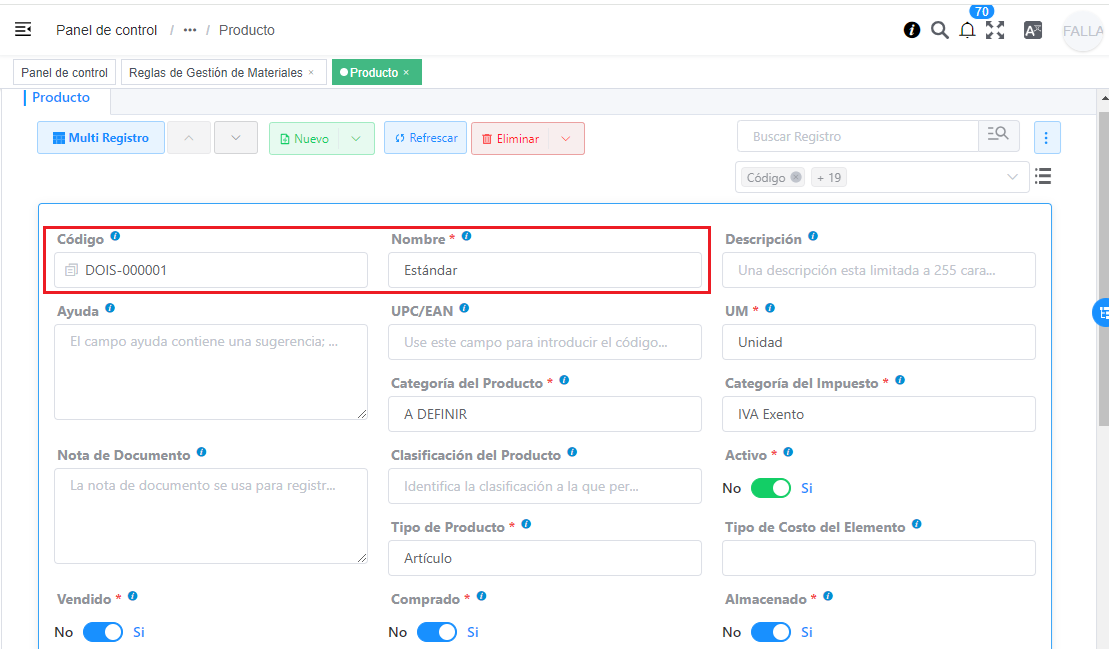 Panel de control / ••• / Producto
70
FALLA
Panel de control
Reglas de Gestión de Materiales ×
Producto ×
Producto
Multi Registro
Nuevo
Refrescar
Eliminar
Buscar Registro
Código
+ 19
Código
Nombre *
Descripción
DOIS-000001
Estándar
Una descripción esta limitada a 255 cara...
Ayuda
UPC/EAN
UM *
El campo ayuda contiene una sugerencia; ...
Use este campo para introducir el código...
Unidad
Categoría del Producto *
Categoría del Impuesto *
A DEFINIR
IVA Exento
Nota de Documento
Clasificación del Producto
Activo *
La nota de documento se usa para registr...
Identifica la clasificación a la que per...
No Si
Tipo de Producto *
Tipo de Costo del Elemento
Artículo
Vendido *
Comprado *
Almacenado *
No Si
No Si
No Si